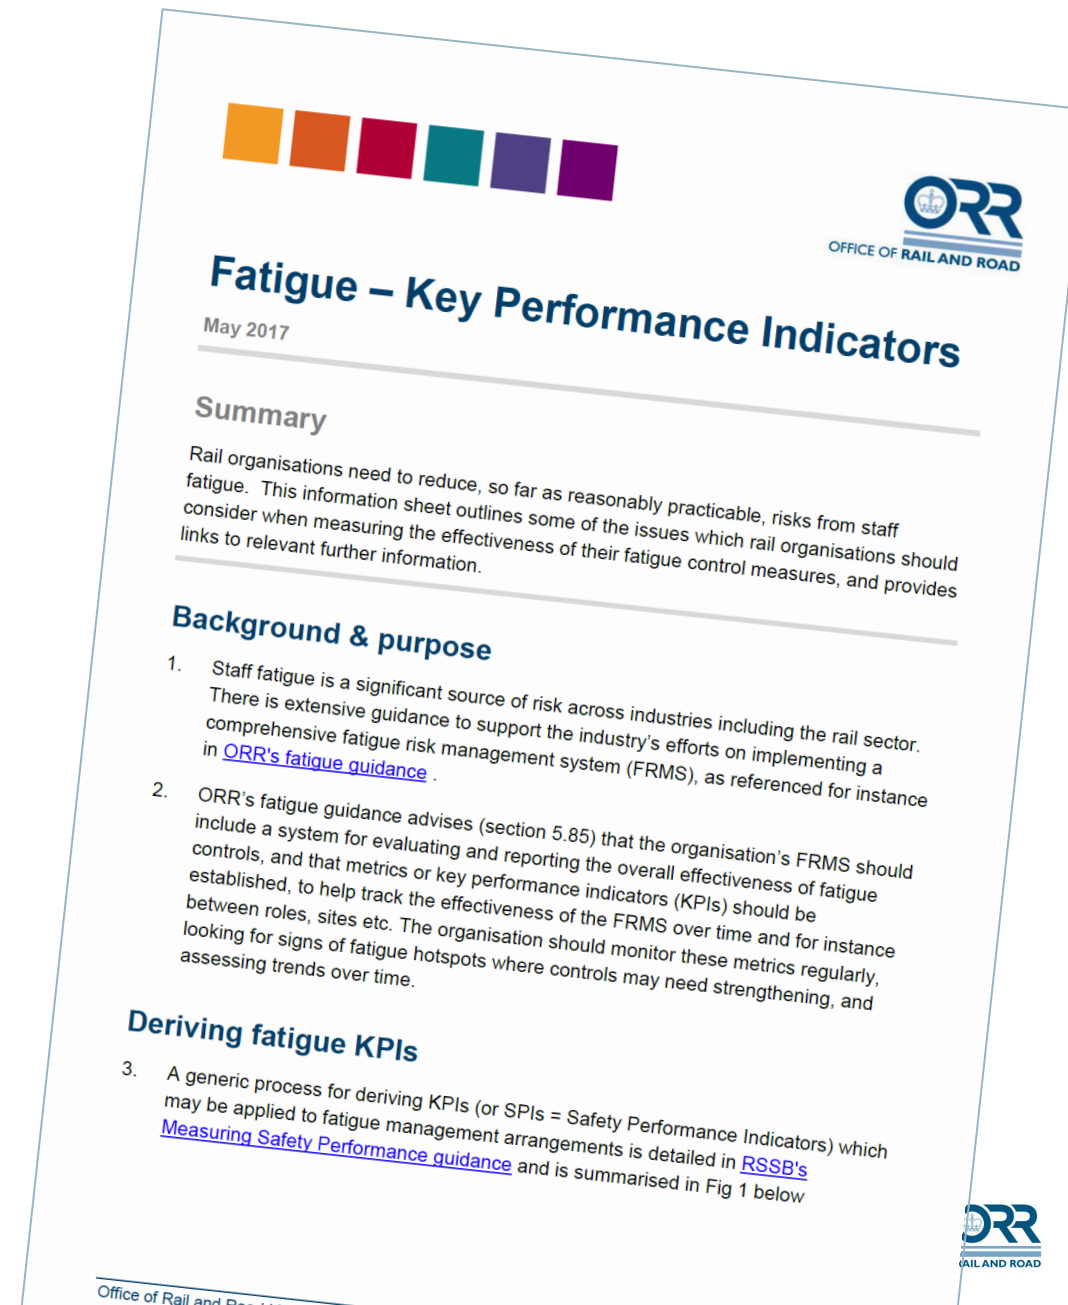 ORR
OFFICE OF RAIL AND ROAD
Fatigue – Key Performance Indicators
May 2017
Summary
Rail organisations need to reduce, so far as reasonably practicable, risks from staff
fatigue.  This information sheet outlines some of the issues which rail organisations should
consider when measuring the effectiveness of their fatigue control measures, and provides
links to relevant further information.
Background & purpose
1. Staff fatigue is a significant source of risk across industries including the rail sector.
There is extensive guidance to support the industry's efforts on implementing a
comprehensive fatigue risk management system (FRMS), as referenced for instance
in ORR's fatigue guidance .
2. ORR's fatigue guidance advises (section 5.85) that the organisation's FRMS should
include a system for evaluating and reporting the overall effectiveness of fatigue
controls, and that metrics or key performance indicators (KPIs) should be
established, to help track the effectiveness of the FRMS over time and for instance
between roles, sites etc. The organisation should monitor these metrics regularly,
looking for signs of fatigue hotspots where controls may need strengthening, and
assessing trends over time.
Deriving fatigue KPIs
3. A generic process for deriving KPIs (or SPIs = Safety Performance Indicators) which
may be applied to fatigue management arrangements is detailed in RSSB's
Measuring Safety Performance guidance and is summarised in Fig 1 below
ORR
AIL AND ROAD
Office of Rail and